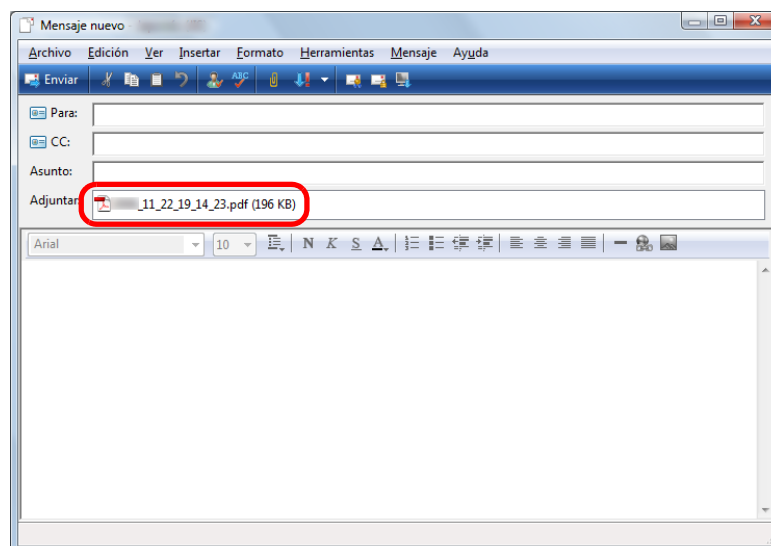 Mensaje nuevo
Archivo Edición Ver Insertar Formato Herramientas Mensaje Ayuda
Enviar ABC
Para:
CC:
Asunto:
Adjuntar: _11_22_19_14_23.pdf (196 KB)
Arial 10 N K S A